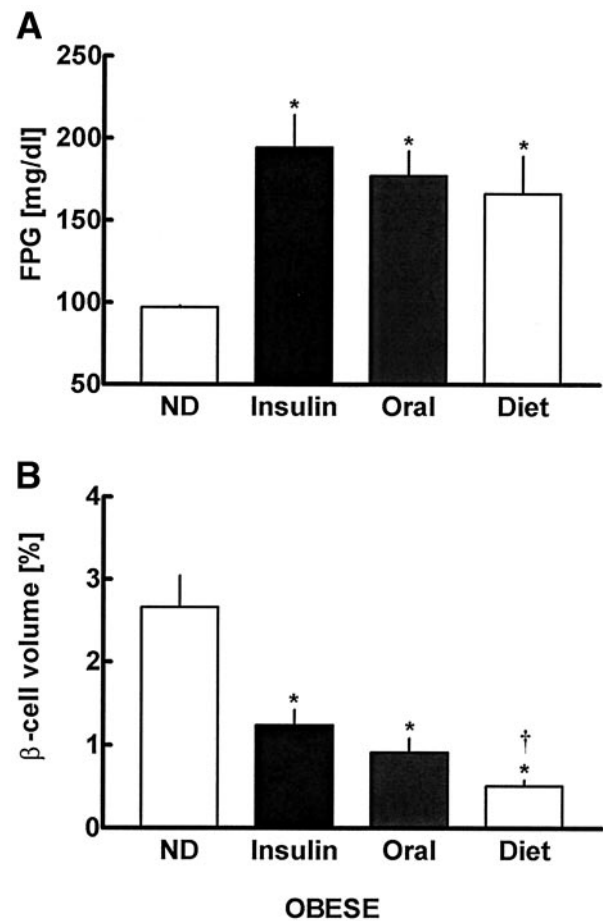 A
FPG [mg/dl]
250
200
150
100
50
*
*
*
ND Insulin Oral Diet
B
β-cell volume [%]
4
3
2
1
0
*
*
†
*
ND Insulin Oral Diet
OBESE